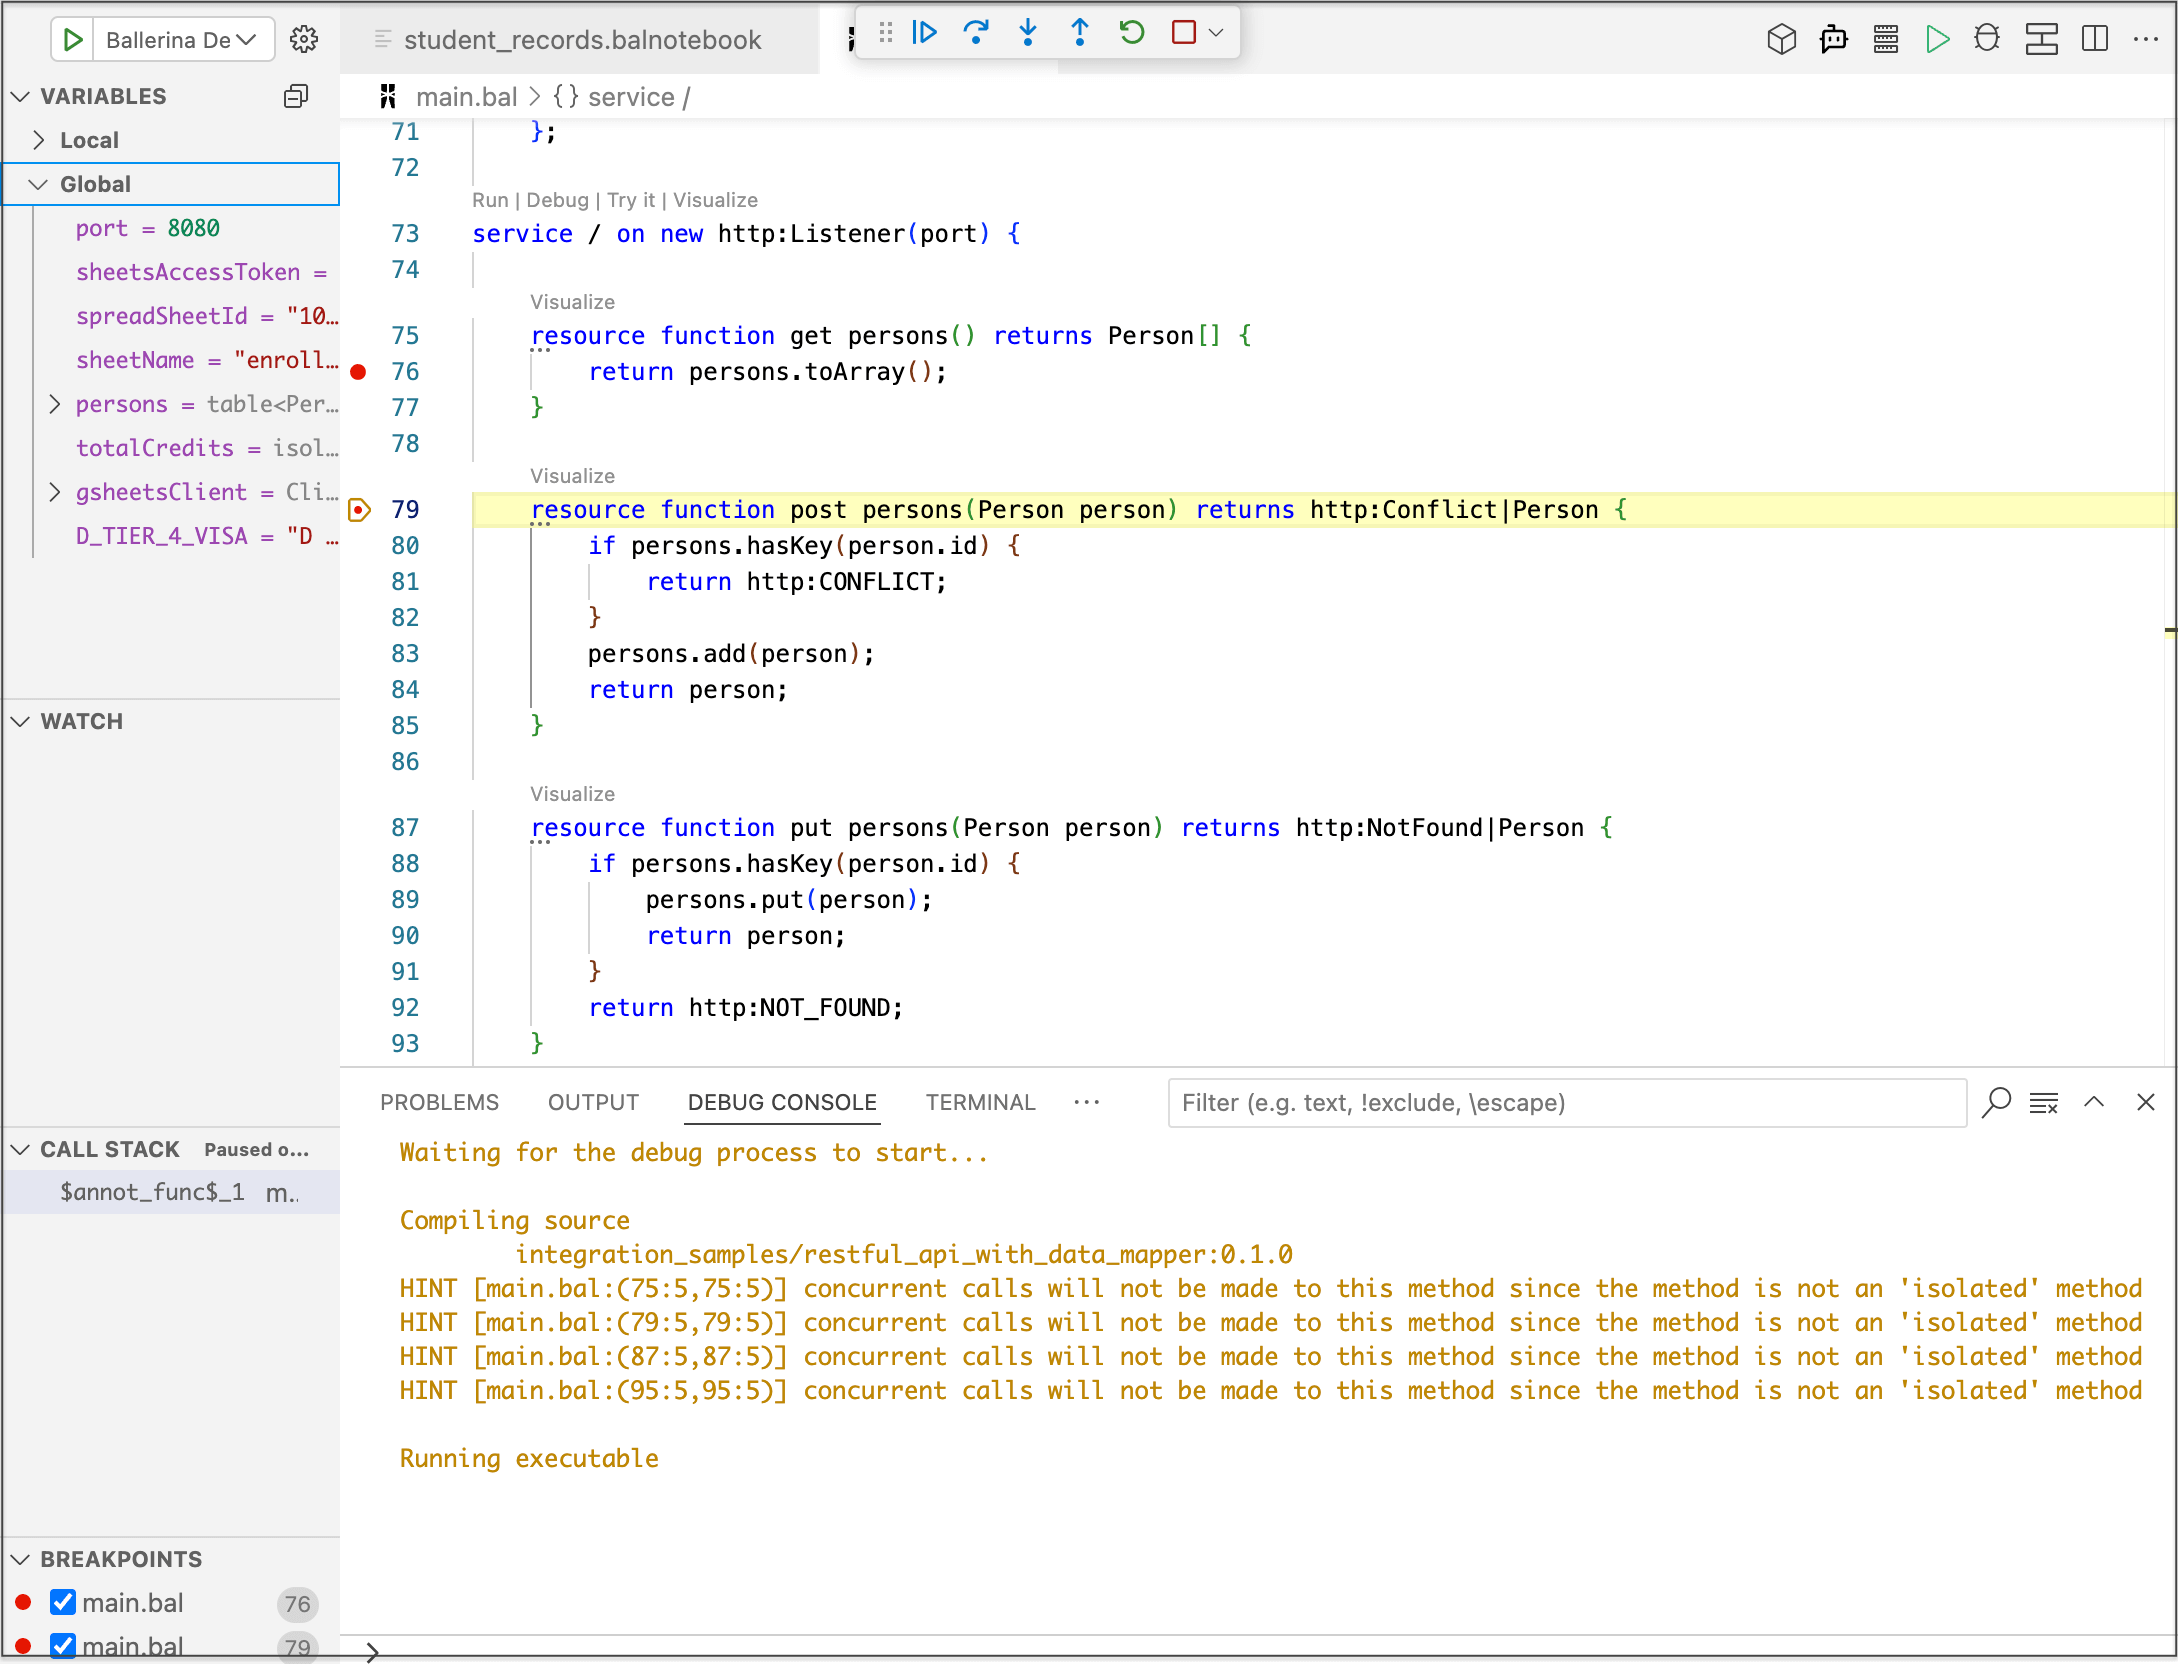 Ballerina De
student_records.balnotebook
VARIABLES
Local
Global
port = 8080
sheetsAccessToken =
spreadSheetId = "10…
sheetName = "enroll…
persons = table<Per…
totalCredits = isol…
gsheetsClient = Cli…
D_TIER_4_VISA = "D …
WATCH
CALL STACK Paused o…
$annot_func$_1 m..
BREAKPOINTS
main.bal 76
main.bal 79
main.bal > {} service /
71 };
72
Run | Debug | Try it | Visualize
73 service / on new http:Listener(port) {
74
Visualize
75 resource function get persons() returns Person[] {
76 return persons.toArray();
77 }
78
Visualize
79 resource function post persons(Person person) returns http:Conflict|Person {
80 if persons.hasKey(person.id) {
81 return http:CONFLICT;
82 }
83 persons.add(person);
84 return person;
85 }
86
Visualize
87 resource function put persons(Person person) returns http:NotFound|Person {
88 if persons.hasKey(person.id) {
89 persons.put(person);
90 return person;
91 }
92 return http:NOT_FOUND;
93 }
PROBLEMS OUTPUT DEBUG CONSOLE TERMINAL ··· Filter (e.g. text, !exclude, \escape)
Waiting for the debug process to start...
Compiling source
integration_samples/restful_api_with_data_mapper:0.1.0
HINT [main.bal:(75:5,75:5)] concurrent calls will not be made to this method since the method is not an 'isolated' method
HINT [main.bal:(79:5,79:5)] concurrent calls will not be made to this method since the method is not an 'isolated' method
HINT [main.bal:(87:5,87:5)] concurrent calls will not be made to this method since the method is not an 'isolated' method
HINT [main.bal:(95:5,95:5)] concurrent calls will not be made to this method since the method is not an 'isolated' method
Running executable